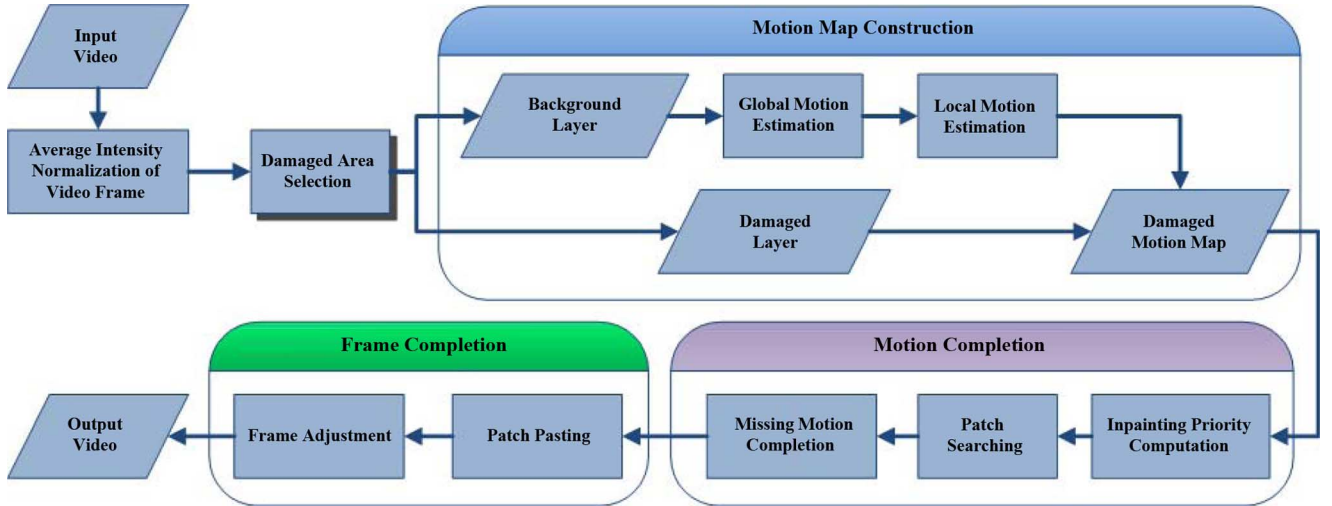 Input
Video
Average Intensity
Normalization of
Video Frame
Damaged Area
Selection
Motion Map Construction
Background
Layer
Global Motion
Estimation
Local Motion
Estimation
Damaged
Layer
Damaged
Motion Map
Motion Completion
Inpainting Priority
Computation
Patch
Searching
Missing Motion
Completion
Frame Completion
Patch Pasting
Frame Adjustment
Output
Video